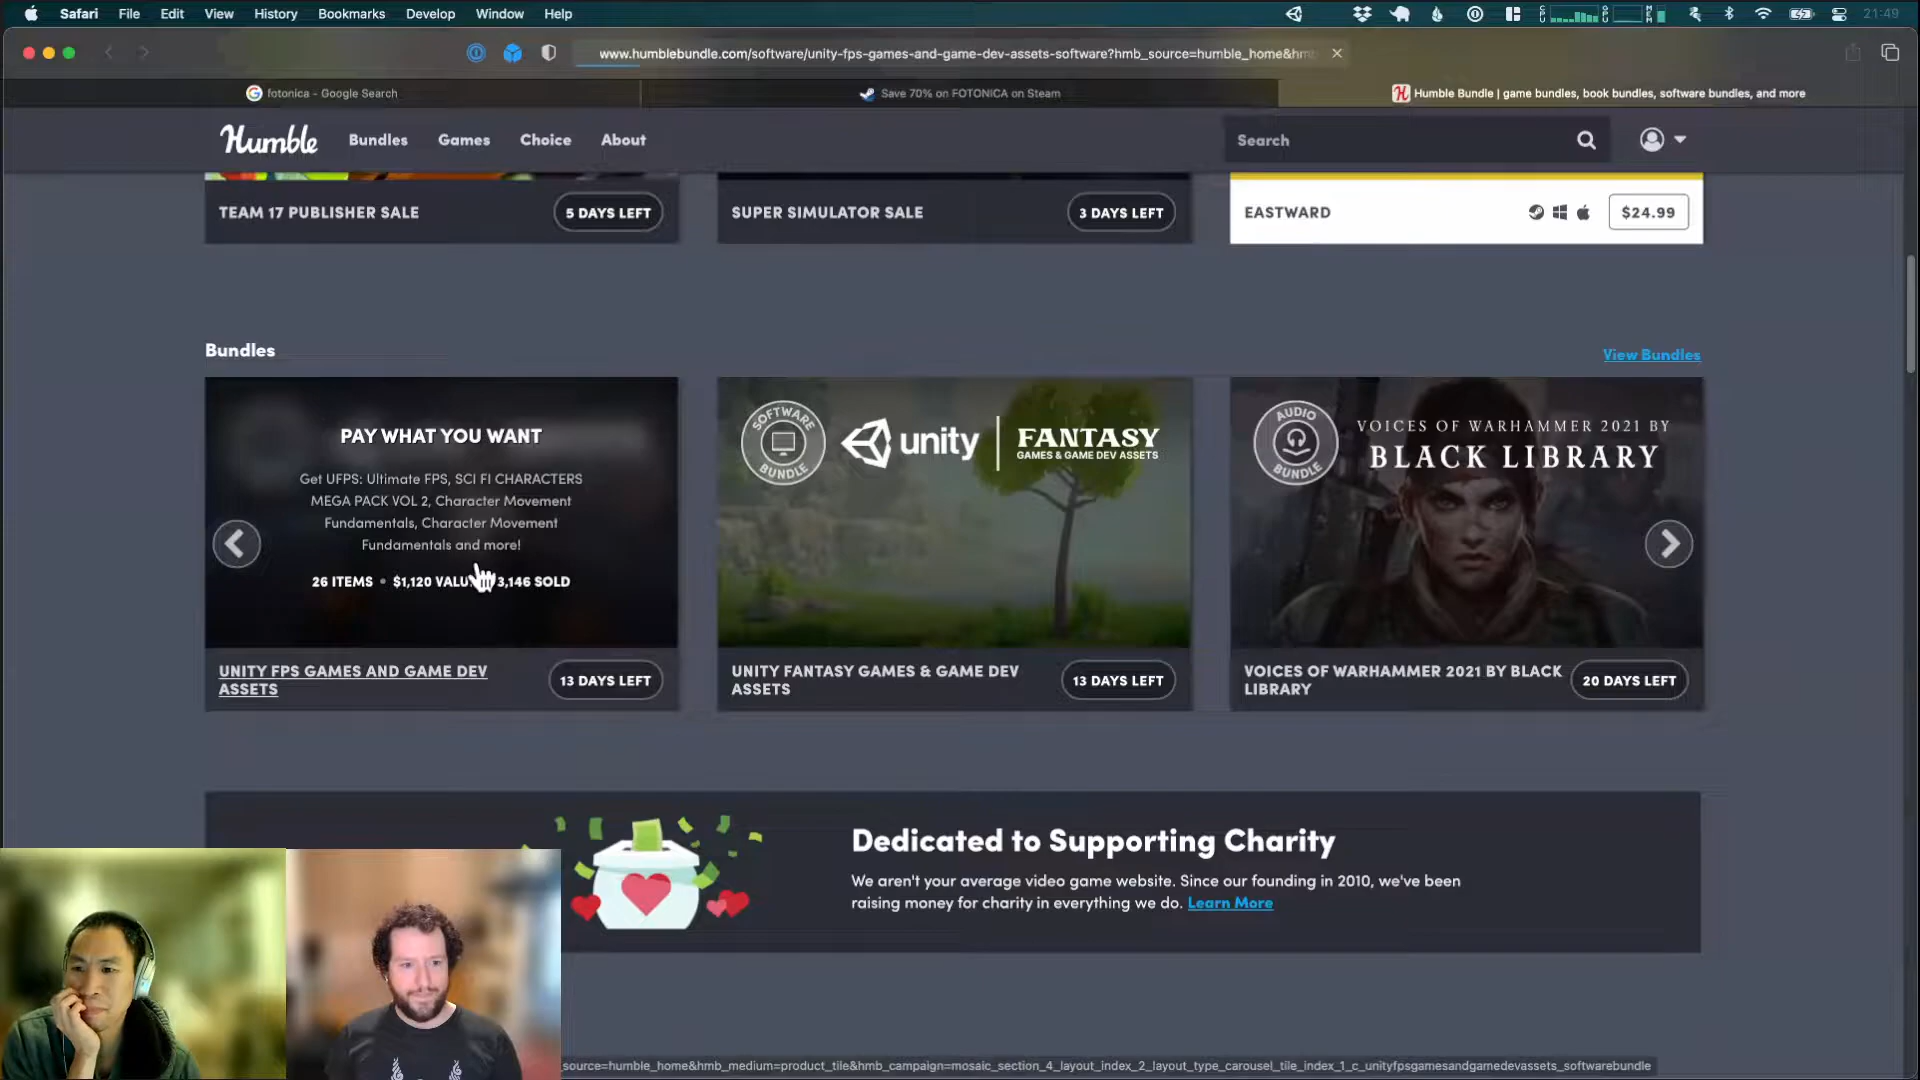 Safari File Edit View History Bookmarks Develop Window Help 21:49
www.humblebundle.com/software/unity-fps-games-and-game-dev-assets-software?hmb_source=humble_home&hm
fotonica - Google Search
Save 70% on FOTONICA on Steam
Humble Bundle | game bundles, book bundles, software bundles, and more
Humble Bundles Games Choice About Search
TEAM 17 PUBLISHER SALE 5 DAYS LEFT
SUPER SIMULATOR SALE 3 DAYS LEFT
EASTWARD $24.99
Bundles
View Bundles
PAY WHAT YOU WANT
Get UFPS: Ultimate FPS, SCI FI CHARACTERS
MEGA PACK VOL 2, Character Movement
Fundamentals, Character Movement
Fundamentals and more!
26 ITEMS • $1,120 3,146 SOLD
UNITY FPS GAMES AND GAME DEV
ASSETS
13 DAYS LEFT
SOFTWARE
BUNDLE
unity
FANTASY
GAMES & GAME DEV ASSETS
UNITY FANTASY GAMES & GAME DEV
ASSETS
13 DAYS LEFT
AUDIO
BUNDLE
VOICES OF WARHAMMER 2021 BY
BLACK LIBRARY
VOICES OF WARHAMMER 2021 BY BLACK
LIBRARY
20 DAYS LEFT
Dedicated to Supporting Charity
We aren't your average video game website. Since our founding in 2010, we've been
raising money for charity in everything we do. Learn More
source=humble_home&hmb_medium=product_tile&hmb_campaign=mosaic_section_4_layout_index_2_layout_type_carousel_tile_index_1_c_unityfpsgamesandgamedevassets_softwarebundle